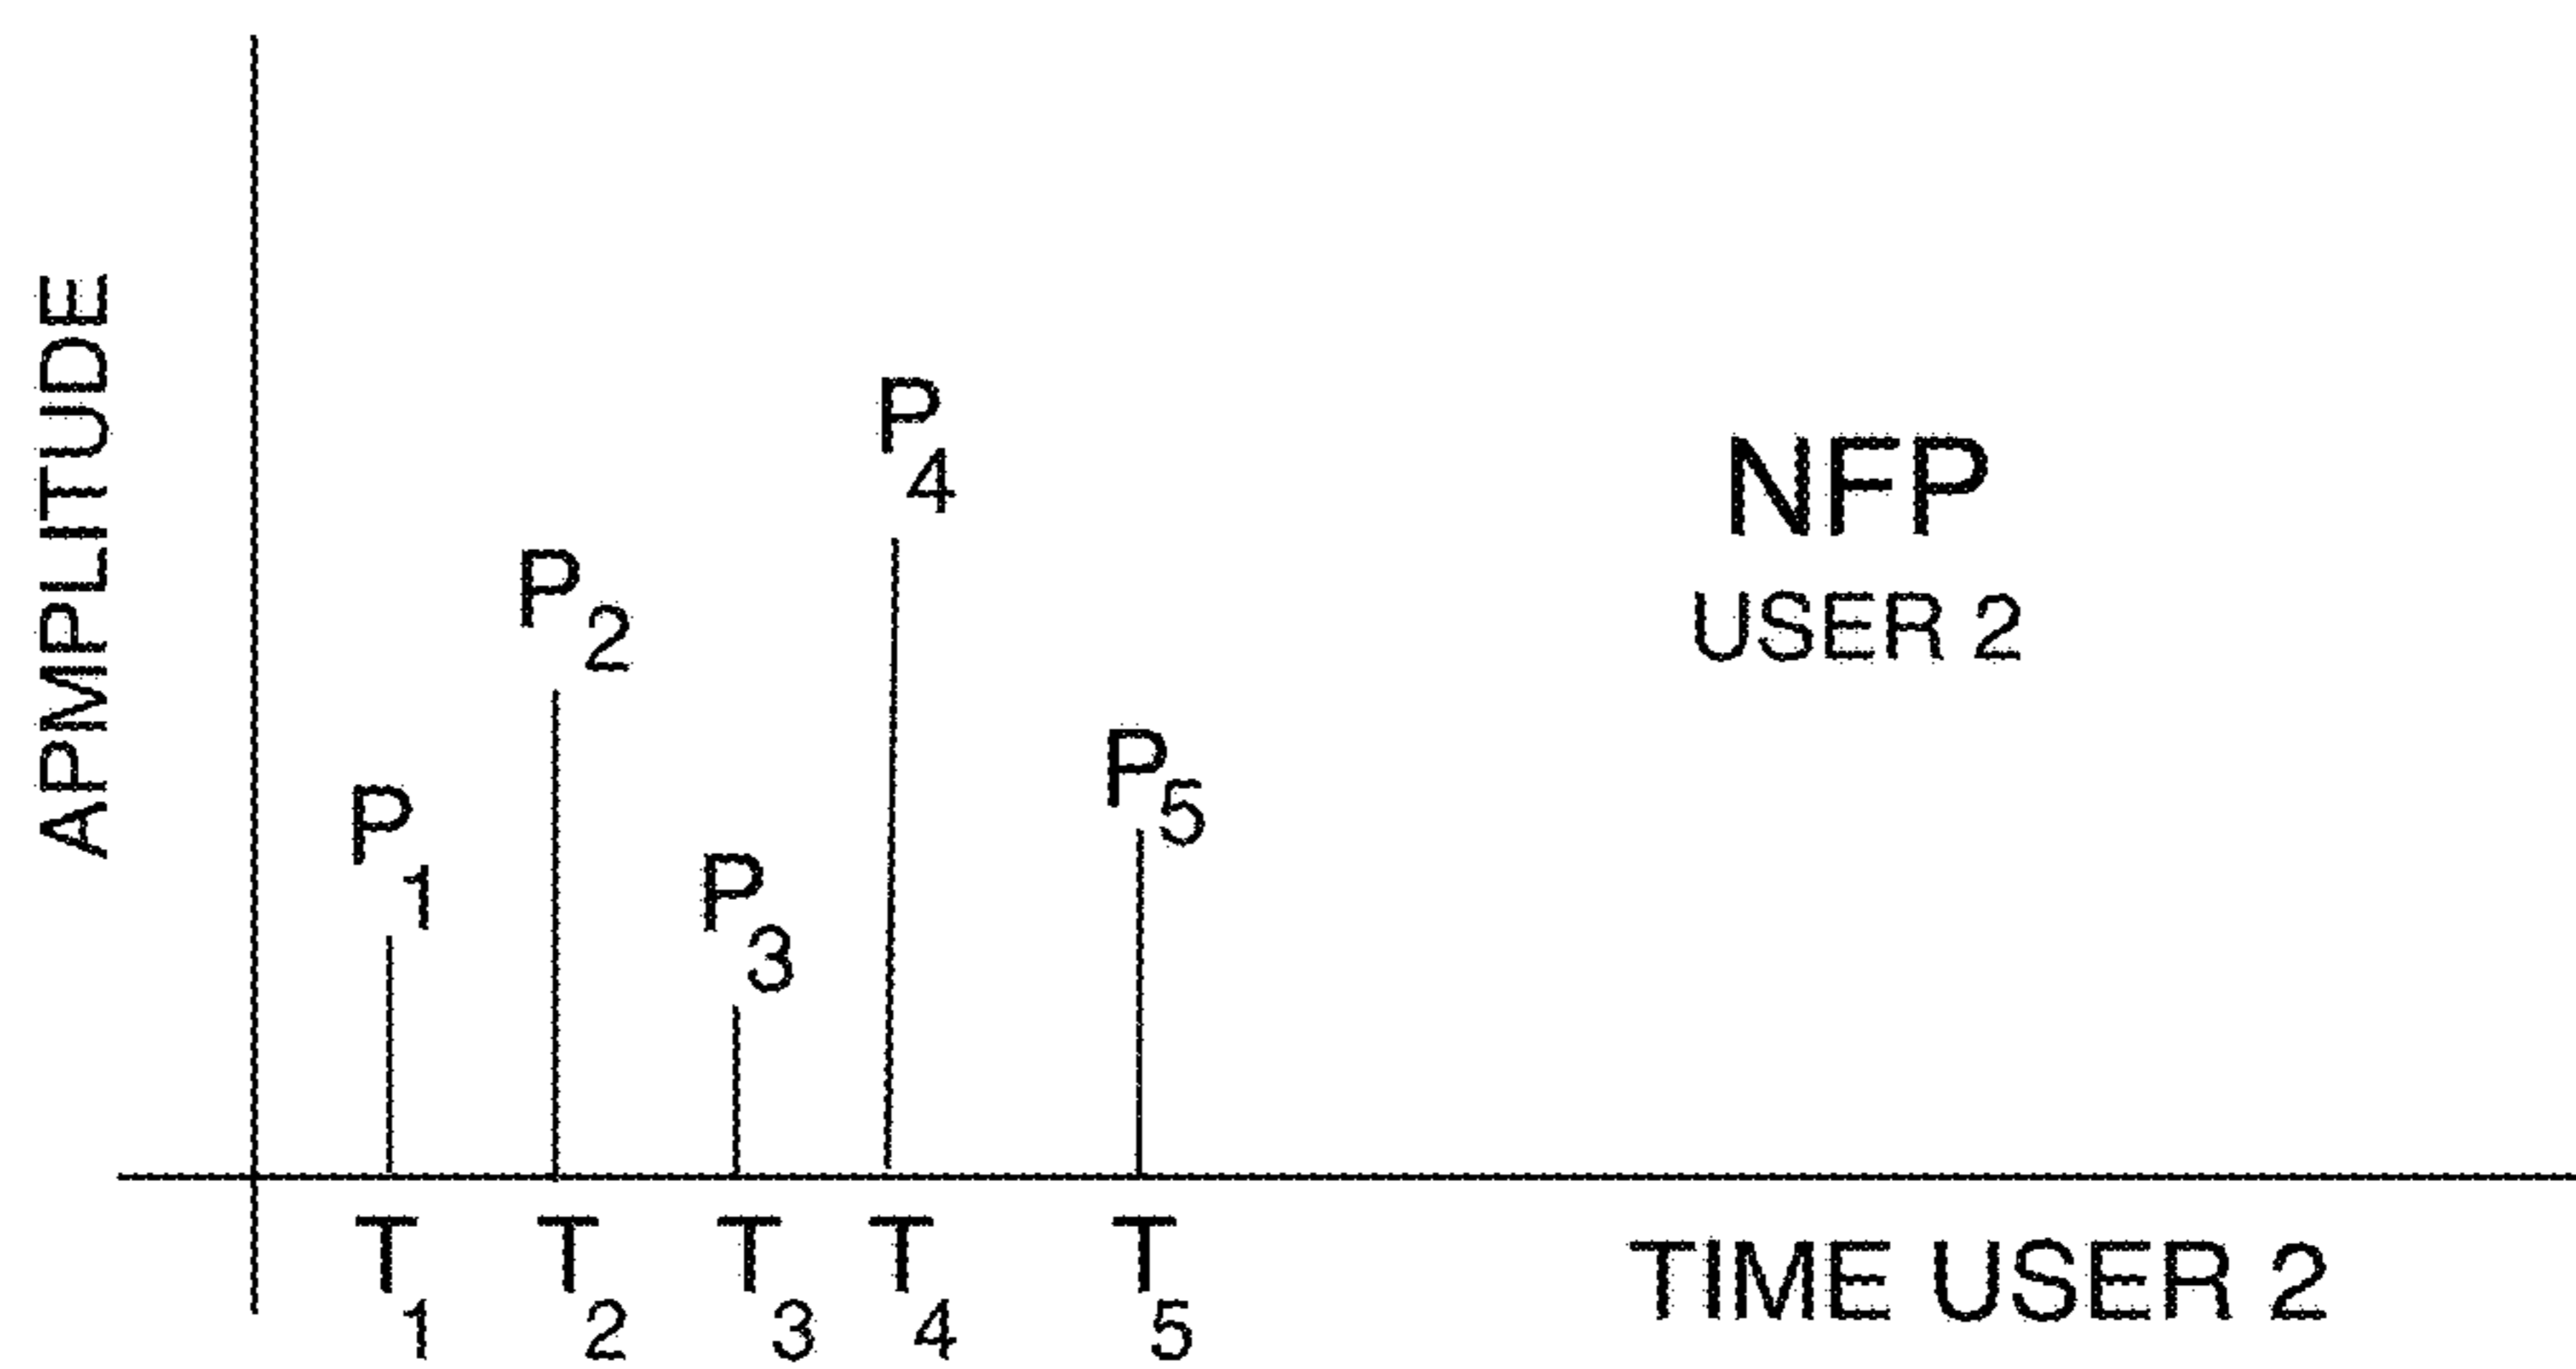 APMPLITUDE
P4
NFP
P2
USER 2
P5
P1
P3
T1 T2 T3 T4 T5
TIME USER 2